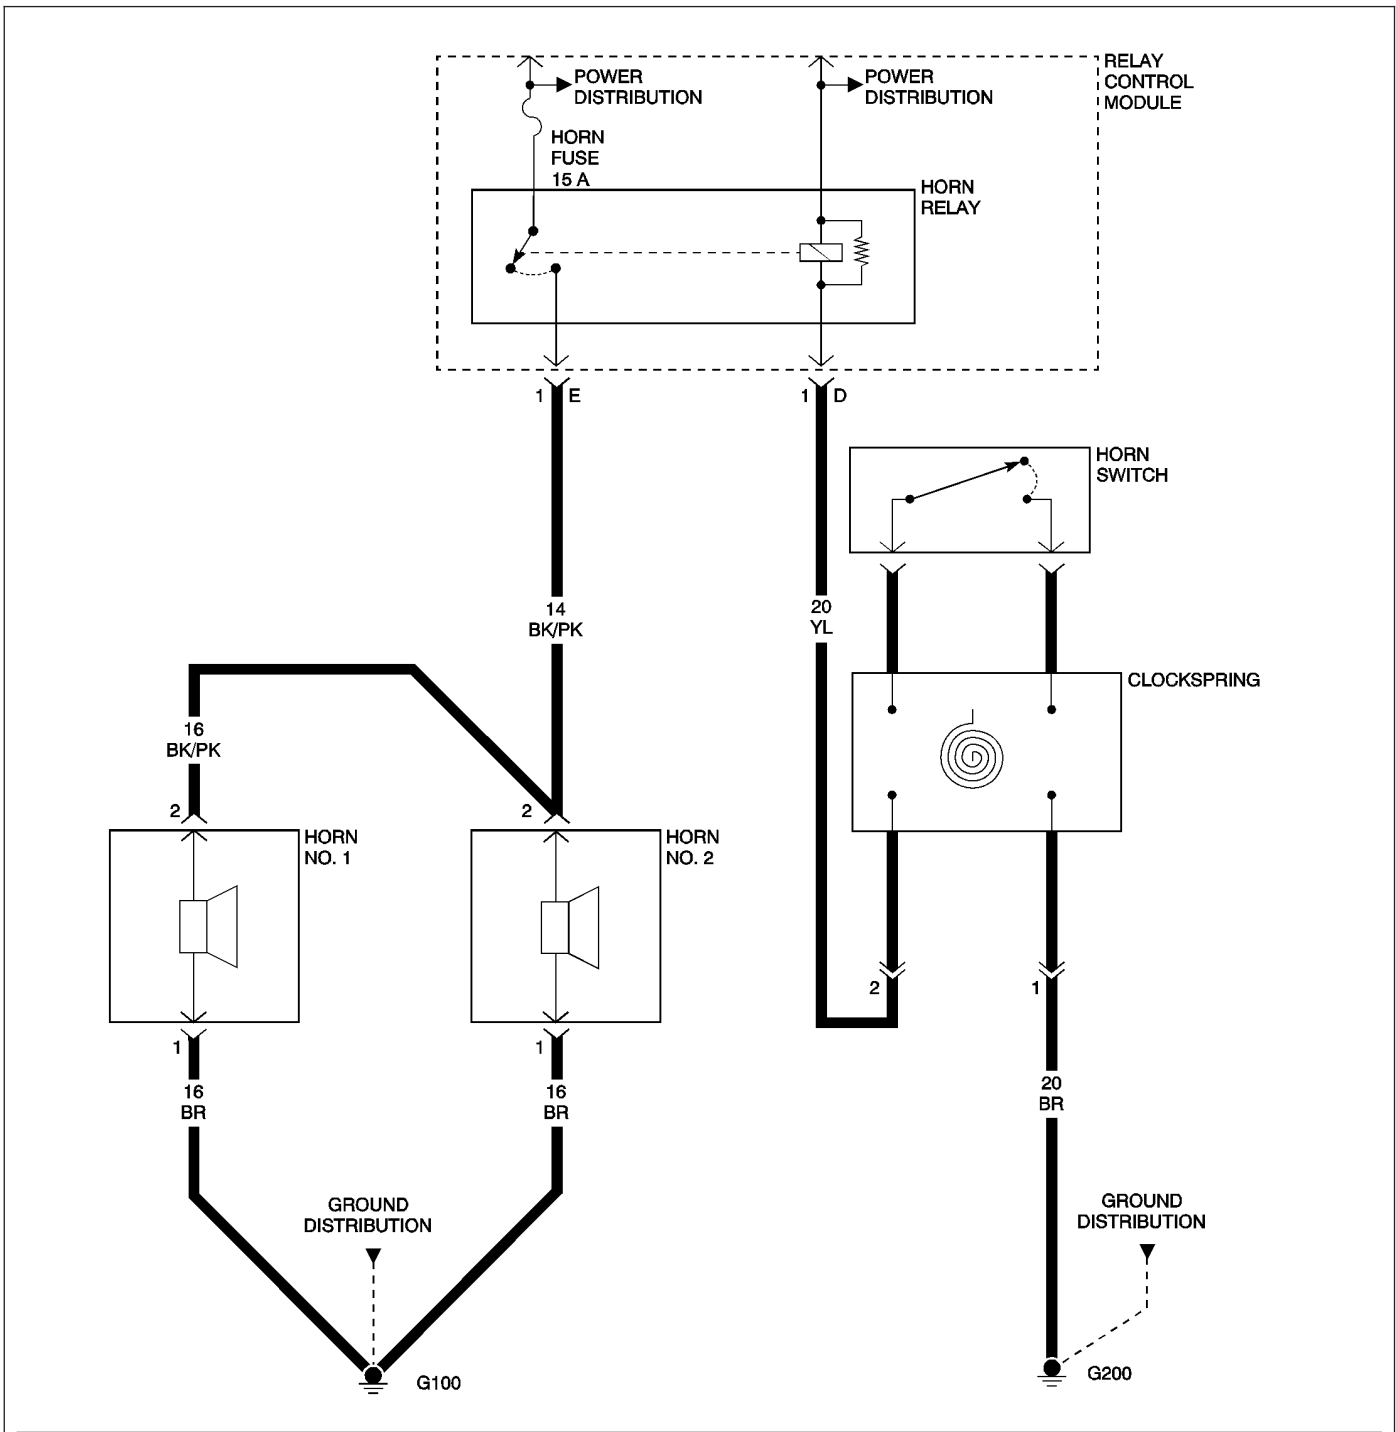 RELAY
CONTROL
MODULE
POWER
DISTRIBUTION
POWER
DISTRIBUTION
HORN
FUSE
15 A
HORN
RELAY
1 E
1 D
HORN
SWITCH
14
BK/PK
20
YL
CLOCKSPRING
16
BK/PK
2
2
HORN
NO. 1
HORN
NO. 2
2
1
1
1
16
BR
16
BR
20
BR
GROUND
DISTRIBUTION
GROUND
DISTRIBUTION
G100
G200